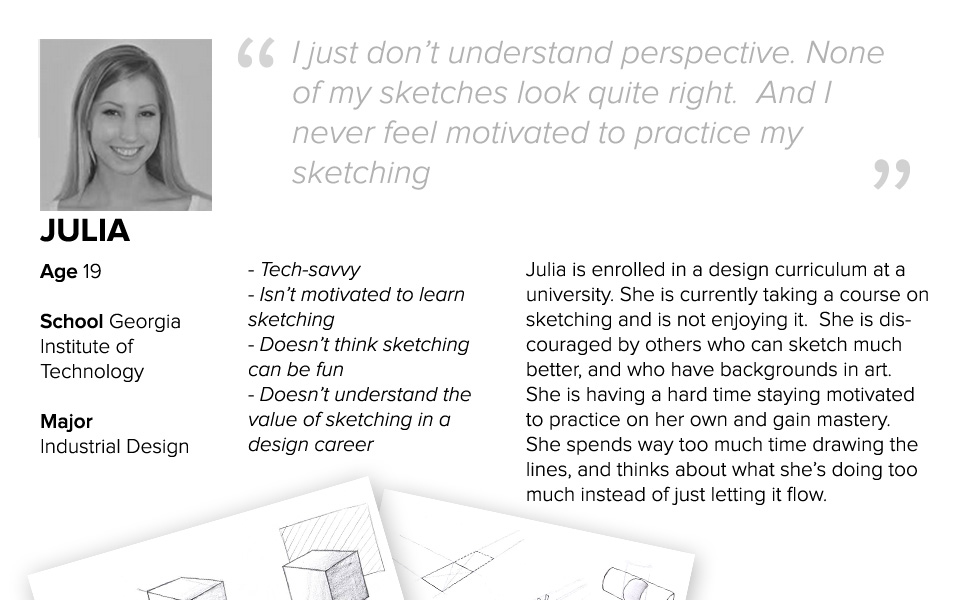 “ I just don’t understand perspective. None
of my sketches look quite right.  And I
never feel motivated to practice my
sketching ”
JULIA
Age 19
School Georgia
Institute of
Technology
Major
Industrial Design
- Tech-savvy
- Isn’t motivated to learn
sketching
- Doesn’t think sketching
can be fun
- Doesn’t understand the
value of sketching in a
design career
Julia is enrolled in a design curriculum at a
university. She is currently taking a course on
sketching and is not enjoying it.  She is dis-
couraged by others who can sketch much
better, and who have backgrounds in art.
She is having a hard time staying motivated
to practice on her own and gain mastery.
She spends way too much time drawing the
lines, and thinks about what she’s doing too
much instead of just letting it flow.